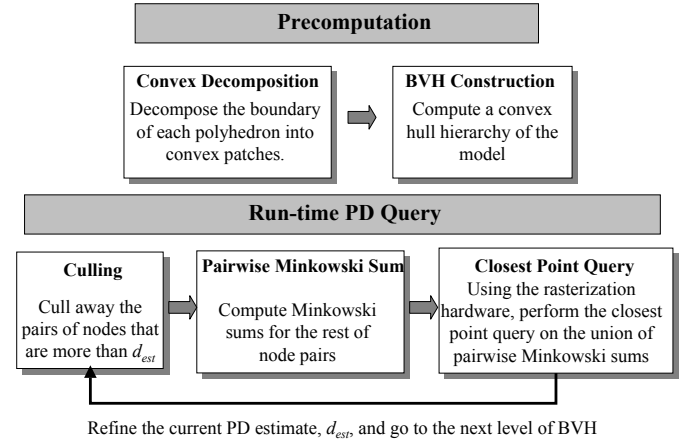 Precomputation
Convex Decomposition
Decompose the boundary
of each polyhedron into
convex patches.
BVH Construction
Compute a convex
hull hierarchy of the
model
Run-time PD Query
Culling
Cull away the
pairs of nodes that
are more than d_est
Pairwise Minkowski Sum
Compute Minkowski
sums for the rest of
node pairs
Closest Point Query
Using the rasterization
hardware, perform the closest
point query on the union of
pairwise Minkowski sums
Refine the current PD estimate, d_est, and go to the next level of BVH